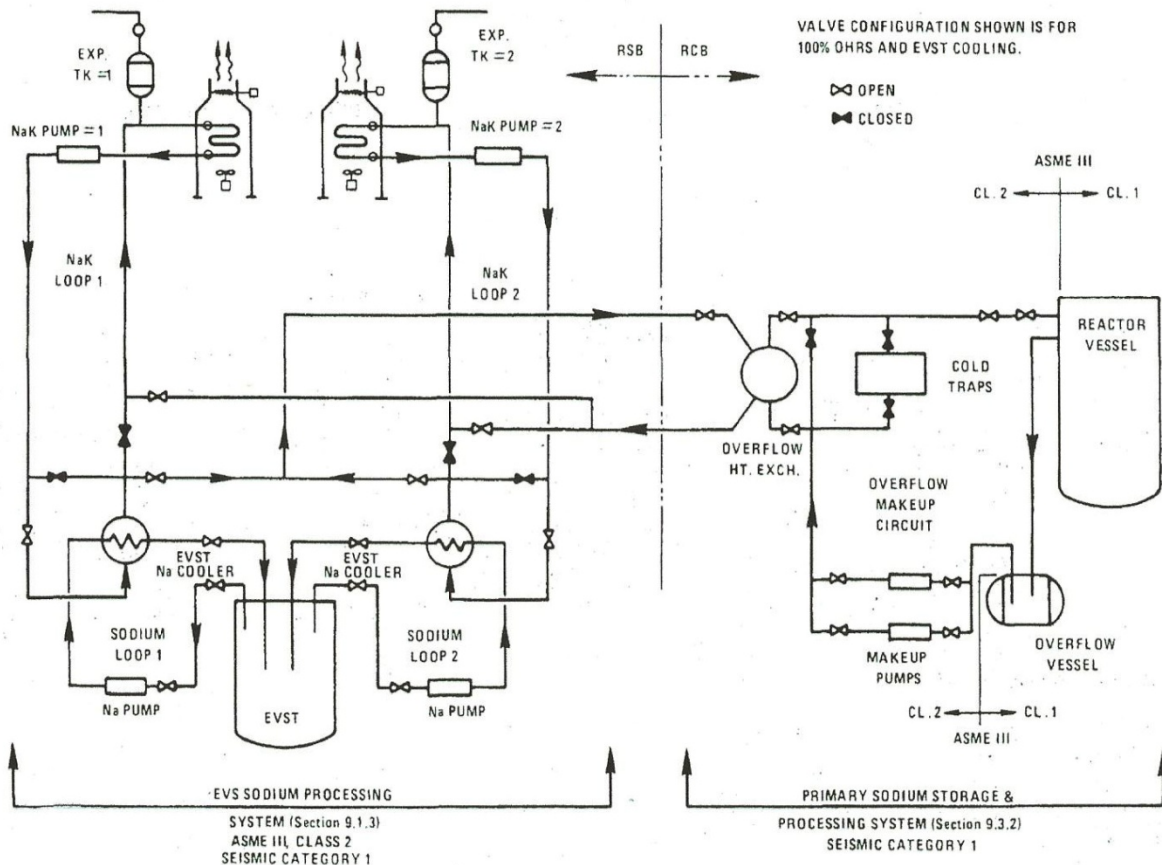 EXP.
TK =1
EXP.
TK =2
RSB
RCB
VALVE CONFIGURATION SHOWN IS FOR
100% OHRS AND EVST COOLING.
OPEN
CLOSED
NaK PUMP =1
NaK PUMP =2
ASME III
CL. 2
CL. 1
NaK
LOOP 1
NaK
LOOP 2
REACTOR
VESSEL
COLD
TRAPS
OVERFLOW
HT. EXCH.
OVERFLOW
MAKEUP
CIRCUIT
EVST
Na COOLER
EVST
Na COOLER
SODIUM
LOOP 1
SODIUM
LOOP 2
Na PUMP
EVST
Na PUMP
MAKEUP
PUMPS
OVERFLOW
VESSEL
CL. 2
CL. 1
ASME III
EVS SODIUM PROCESSING
SYSTEM (Section 9.1.3)
ASME III, CLASS 2
SEISMIC CATEGORY 1
PRIMARY SODIUM STORAGE &
PROCESSING SYSTEM (Section 9.3.2)
SEISMIC CATEGORY 1